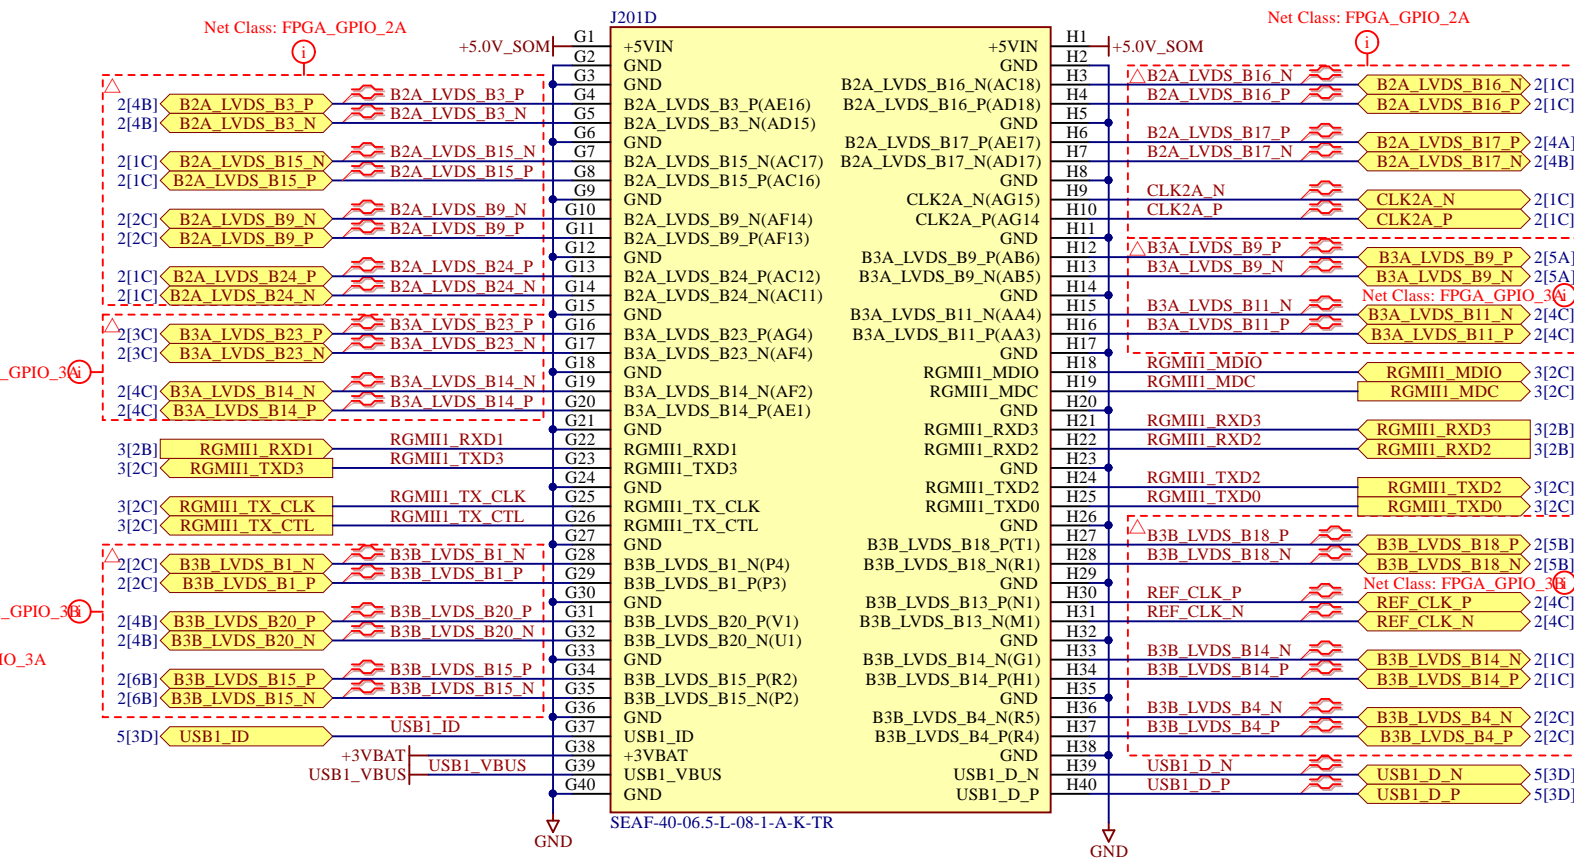 J201D
Net Class: FPGA_GPIO_2A
Net Class: FPGA_GPIO_2A
i
i
+5.0V_SOM G1 +5VIN +5VIN H1 +5.0V_SOM
G2 GND GND H2
G3 GND B2A_LVDS_B16_N(AC18) H3 B2A_LVDS_B16_N B2A_LVDS_B16_N 2[1C]
2[4B] B2A_LVDS_B3_P B2A_LVDS_B3_P G4 B2A_LVDS_B3_P(AE16) B2A_LVDS_B16_P(AD18) H4 B2A_LVDS_B16_P B2A_LVDS_B16_P 2[1C]
2[4B] B2A_LVDS_B3_N B2A_LVDS_B3_N G5 B2A_LVDS_B3_N(AD15) GND H5
G6 GND B2A_LVDS_B17_P(AE17) H6 B2A_LVDS_B17_P B2A_LVDS_B17_P 2[4A]
2[1C] B2A_LVDS_B15_N B2A_LVDS_B15_N G7 B2A_LVDS_B15_N(AC17) B2A_LVDS_B17_N(AD17) H7 B2A_LVDS_B17_N B2A_LVDS_B17_N 2[4B]
2[1C] B2A_LVDS_B15_P B2A_LVDS_B15_P G8 B2A_LVDS_B15_P(AC16) GND H8
G9 GND CLK2A_N(AG15) H9 CLK2A_N CLK2A_N 2[1C]
2[2C] B2A_LVDS_B9_N B2A_LVDS_B9_N G10 B2A_LVDS_B9_N(AF14) CLK2A_P(AG14 H10 CLK2A_P CLK2A_P 2[1C]
2[2C] B2A_LVDS_B9_P B2A_LVDS_B9_P G11 B2A_LVDS_B9_P(AF13) GND H11
G12 GND B3A_LVDS_B9_P(AB6) H12 B3A_LVDS_B9_P B3A_LVDS_B9_P 2[5A]
2[1C] B2A_LVDS_B24_P B2A_LVDS_B24_P G13 B2A_LVDS_B24_P(AC12) B3A_LVDS_B9_N(AB5) H13 B3A_LVDS_B9_N B3A_LVDS_B9_N 2[5A]
2[1C] B2A_LVDS_B24_N B2A_LVDS_B24_N G14 B2A_LVDS_B24_N(AC11) GND H14 Net Class: FPGA_GPIO_3A i
G15 GND B3A_LVDS_B11_N(AA4) H15 B3A_LVDS_B11_N B3A_LVDS_B11_N 2[4C]
2[3C] B3A_LVDS_B23_P B3A_LVDS_B23_P G16 B3A_LVDS_B23_P(AG4) B3A_LVDS_B11_P(AA3) H16 B3A_LVDS_B11_P B3A_LVDS_B11_P 2[4C]
2[3C] B3A_LVDS_B23_N B3A_LVDS_B23_N G17 B3A_LVDS_B23_N(AF4) GND H17
_GPIO_3A i G18 GND RGMII1_MDIO H18 RGMII1_MDIO RGMII1_MDIO 3[2C]
2[4C] B3A_LVDS_B14_N B3A_LVDS_B14_N G19 B3A_LVDS_B14_N(AF2) RGMII1_MDC H19 RGMII1_MDC RGMII1_MDC 3[2C]
2[4C] B3A_LVDS_B14_P B3A_LVDS_B14_P G20 B3A_LVDS_B14_P(AE1) GND H20
G21 GND RGMII1_RXD3 H21 RGMII1_RXD3 RGMII1_RXD3 3[2B]
3[2B] RGMII1_RXD1 RGMII1_RXD1 G22 RGMII1_RXD1 RGMII1_RXD2 H22 RGMII1_RXD2 RGMII1_RXD2 3[2B]
3[2C] RGMII1_TXD3 RGMII1_TXD3 G23 RGMII1_TXD3 GND H23
G24 GND RGMII1_TXD2 H24 RGMII1_TXD2 RGMII1_TXD2 3[2C]
3[2C] RGMII1_TX_CLK RGMII1_TX_CLK G25 RGMII1_TX_CLK RGMII1_TXD0 H25 RGMII1_TXD0 RGMII1_TXD0 3[2C]
3[2C] RGMII1_TX_CTL RGMII1_TX_CTL G26 RGMII1_TX_CTL GND H26
G27 GND B3B_LVDS_B18_P(T1) H27 B3B_LVDS_B18_P B3B_LVDS_B18_P 2[5B]
2[2C] B3B_LVDS_B1_N B3B_LVDS_B1_N G28 B3B_LVDS_B1_N(P4) B3B_LVDS_B18_N(R1) H28 B3B_LVDS_B18_N B3B_LVDS_B18_N 2[5B]
2[2C] B3B_LVDS_B1_P B3B_LVDS_B1_P G29 B3B_LVDS_B1_P(P3) GND H29 Net Class: FPGA_GPIO_3B i
_GPIO_3B i G30 GND B3B_LVDS_B13_P(N1) H30 REF_CLK_P REF_CLK_P 2[4C]
2[4B] B3B_LVDS_B20_P B3B_LVDS_B20_P G31 B3B_LVDS_B20_P(V1) B3B_LVDS_B13_N(M1) H31 REF_CLK_N REF_CLK_N 2[4C]
2[4B] B3B_LVDS_B20_N B3B_LVDS_B20_N G32 B3B_LVDS_B20_N(U1) GND H32
IO_3A G33 GND B3B_LVDS_B14_N(G1) H33 B3B_LVDS_B14_N B3B_LVDS_B14_N 2[1C]
2[6B] B3B_LVDS_B15_P B3B_LVDS_B15_P G34 B3B_LVDS_B15_P(R2) B3B_LVDS_B14_P(H1) H34 B3B_LVDS_B14_P B3B_LVDS_B14_P 2[1C]
2[6B] B3B_LVDS_B15_N B3B_LVDS_B15_N G35 B3B_LVDS_B15_N(P2) GND H35
G36 GND B3B_LVDS_B4_N(R5) H36 B3B_LVDS_B4_N B3B_LVDS_B4_N 2[2C]
5[3D] USB1_ID USB1_ID G37 USB1_ID B3B_LVDS_B4_P(R4) H37 B3B_LVDS_B4_P B3B_LVDS_B4_P 2[2C]
+3VBAT G38 +3VBAT GND H38
USB1_VBUS USB1_VBUS G39 USB1_VBUS USB1_D_N H39 USB1_D_N USB1_D_N 5[3D]
G40 GND USB1_D_P H40 USB1_D_P USB1_D_P 5[3D]
SEAF-40-06.5-L-08-1-A-K-TR
GND
GND